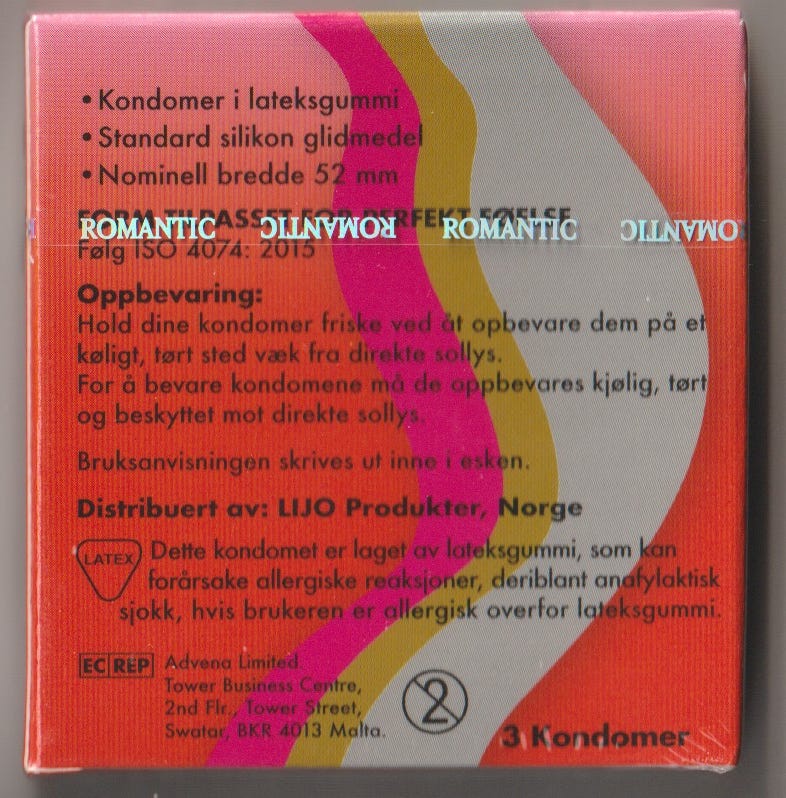 • Kondomer i lateksgummi
• Standard silikon glidmedel
• Nominell bredde 52 mm
FORM TILPASSET FOR PERFEKT FØELSE
ROMANTIC ROMANTIC ROMANTIC ROMANTIC
Følg ISO 4074: 2015
Oppbevaring:
Hold dine kondomer friske ved åt opbevare dem på et
køligt, tørt sted væk fra direkte sollys.
For å bevare kondomene må de oppbevares kjølig, tørt
og beskyttet mot direkte sollys.
Bruksanvisningen skrives ut inne i esken.
Distribuert av: LIJO Produkter, Norge
LATEX
Dette kondomet er laget av lateksgummi, som kan
forårsake allergiske reaksjoner, deriblant anafylaktisk
sjokk, hvis brukeren er allergisk overfor lateksgummi.
EC REP
Advena Limited.
Tower Business Centre,
2nd Flr., Tower Street,
Swatar, BKR 4013 Malta.
2
3 Kondomer